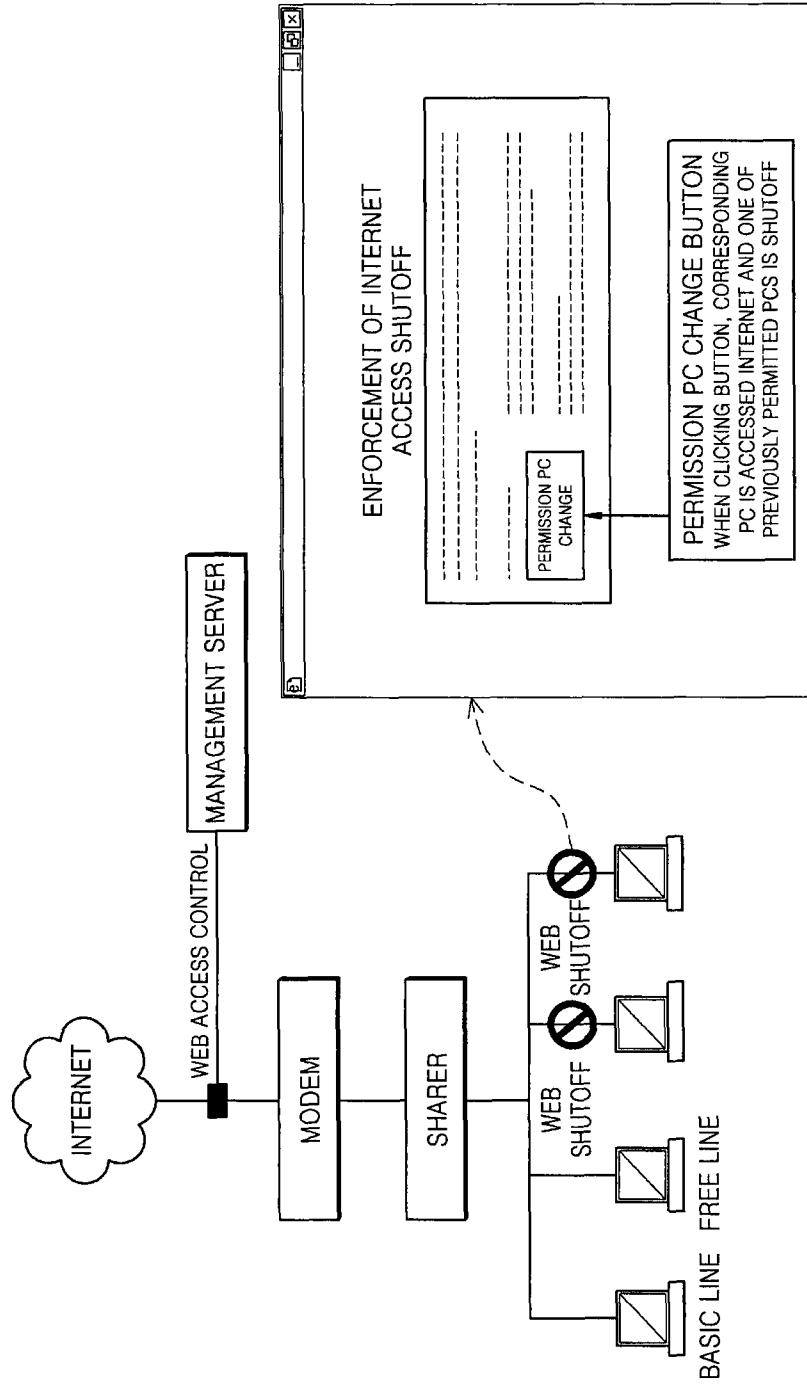 INTERNET
WEB ACCESS CONTROL
MANAGEMENT SERVER
MODEM
SHARER
WEB
SHUTOFF
WEB
SHUTOFF
BASIC LINE
FREE LINE
ENFORCEMENT OF INTERNET
ACCESS SHUTOFF
PERMISSION PC
CHANGE
PERMISSION PC CHANGE BUTTON
WHEN CLICKING BUTTON, CORRESPONDING
PC IS ACCESSED INTERNET AND ONE OF
PREVIOUSLY PERMITTED PCS IS SHUTOFF